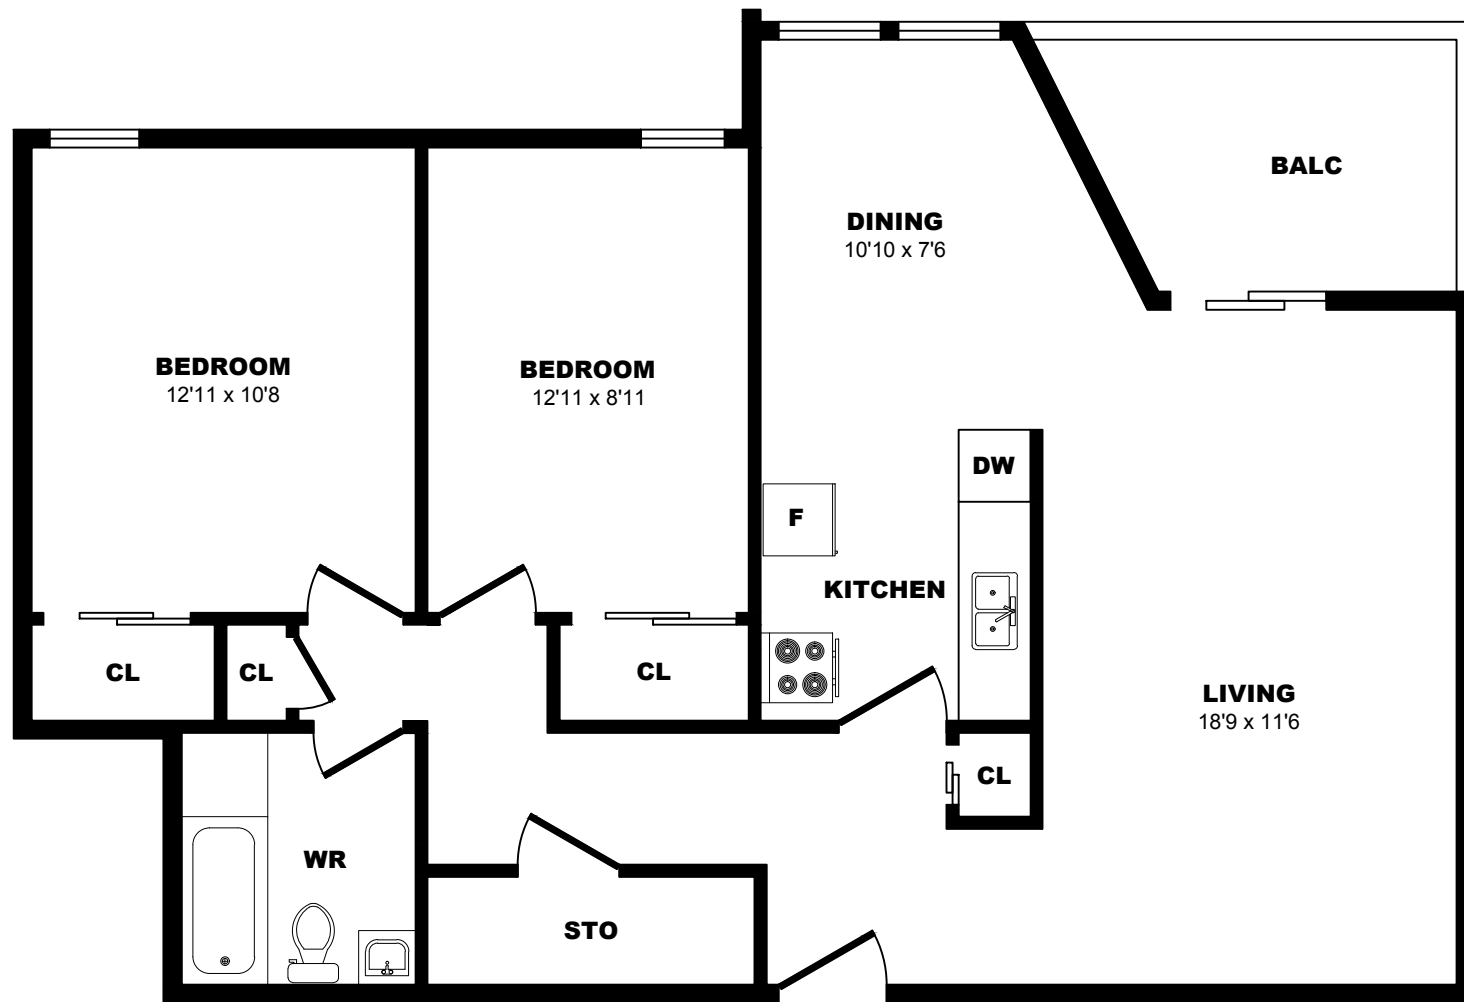 BALC
DINING
10'10 x 7'6
BEDROOM
12'11 x 10'8
BEDROOM
12'11 x 8'11
DW
F
KITCHEN
CL
CL
CL
LIVING
18'9 x 11'6
CL
WR
STO